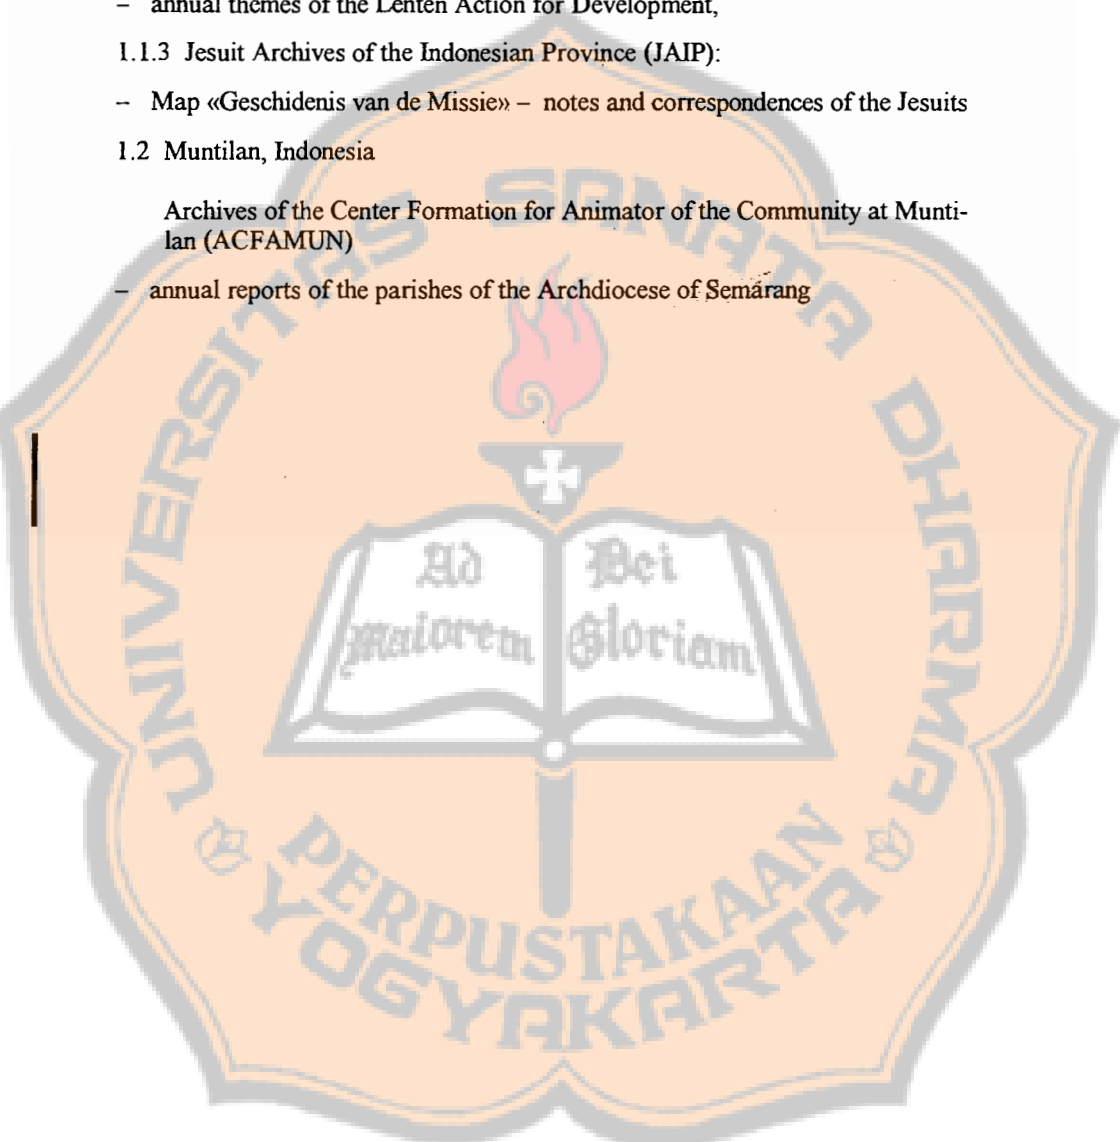 – annual themes of the Lenten Action for Development,
1.1.3 Jesuit Archives of the Indonesian Province (JAIP):
– Map «Geschidenis van de Missie» – notes and correspondences of the Jesuits
1.2 Muntilan, Indonesia
Archives of the Center Formation for Animator of the Community at Munti-
lan (ACFAMUN)
– annual reports of the parishes of the Archdiocese of Semarang
UNIVERSITAS SANATA DHARMA
Ad Dei
maiorem Gloriam
PERPUSTAKAAN
YOGYAKARTA